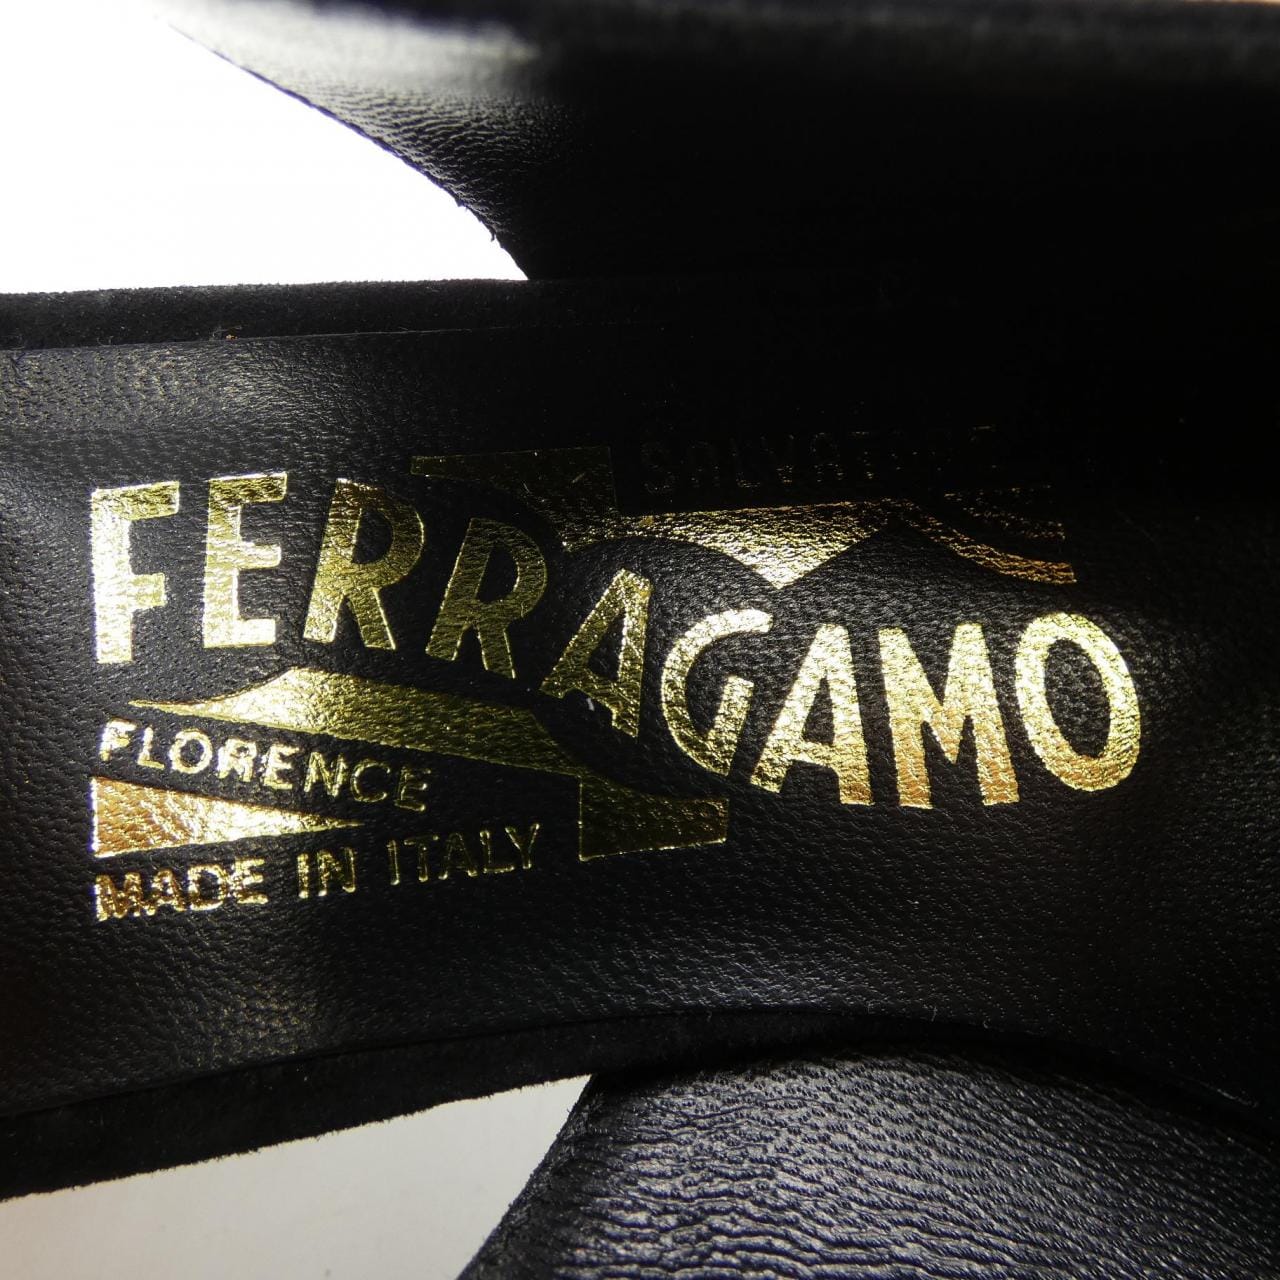 SALVATORE
FERRAGAMO
FLORENCE
MADE IN ITALY